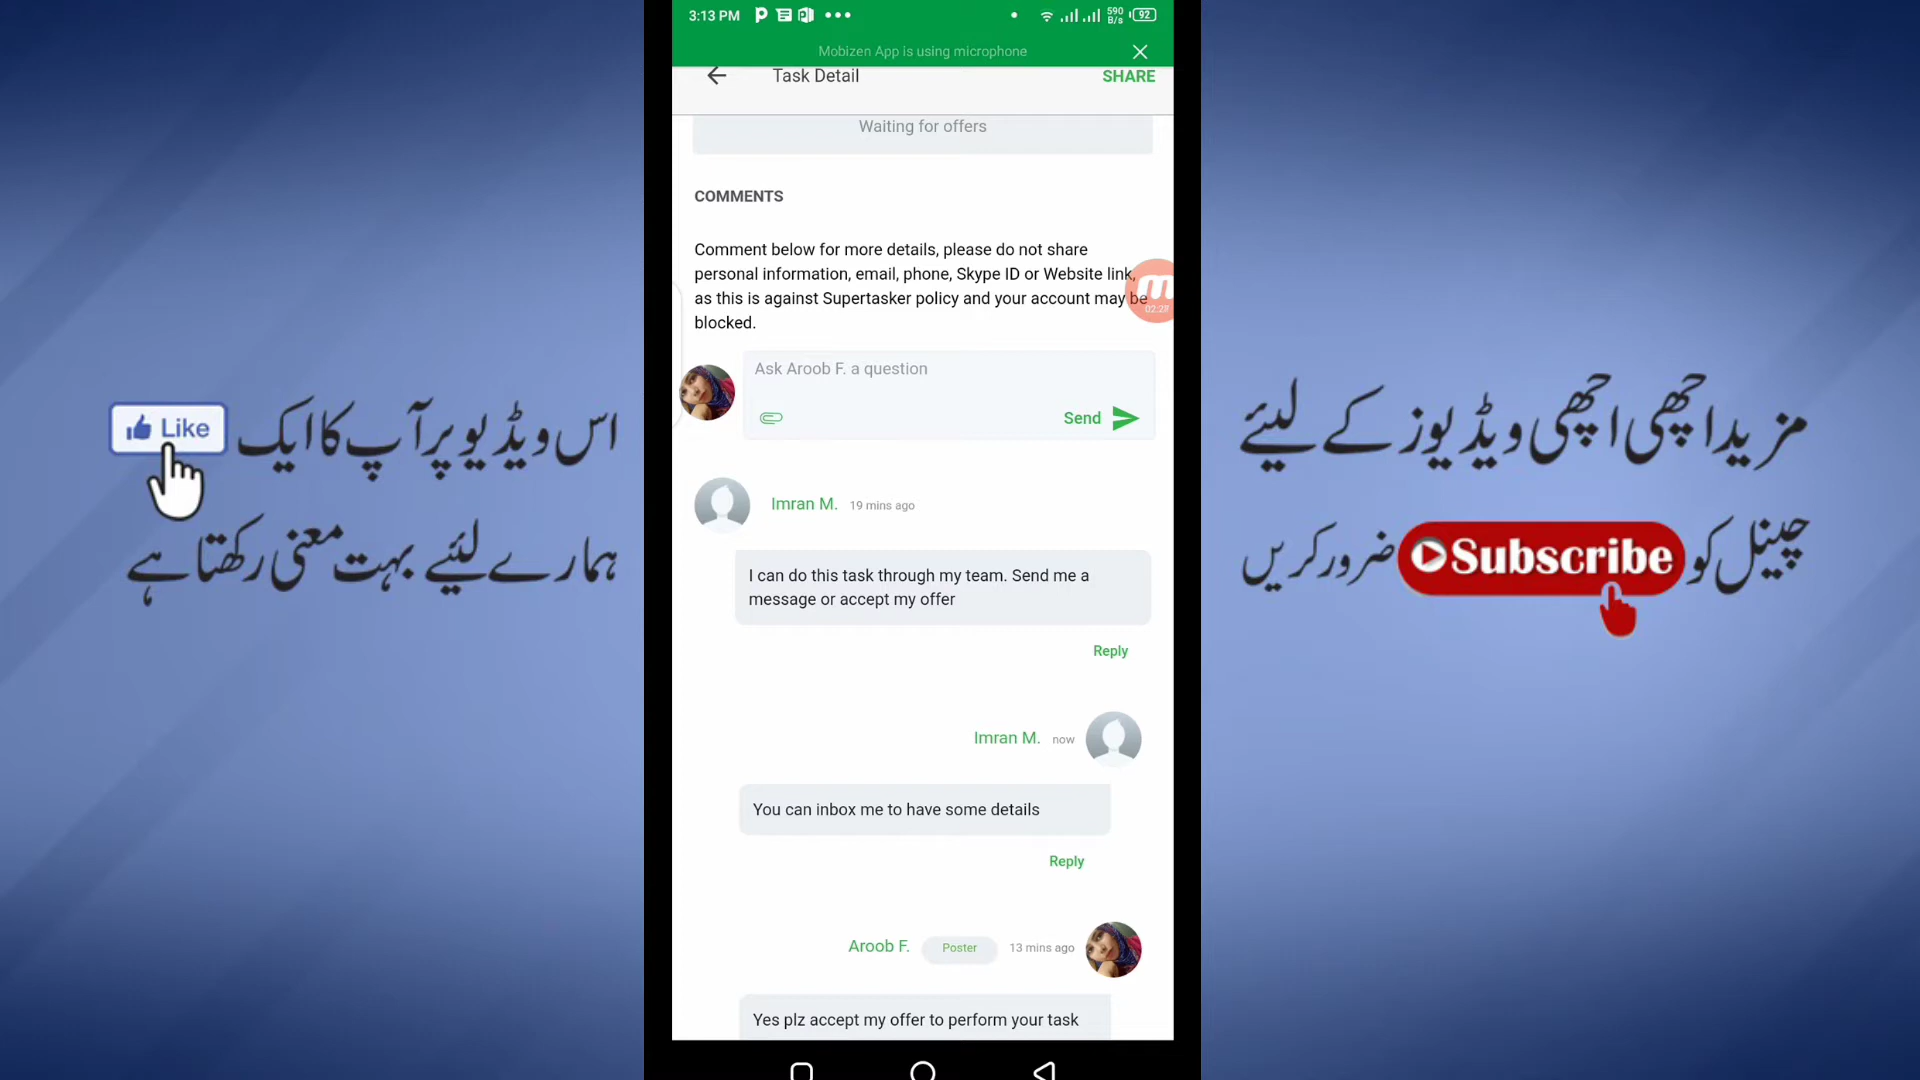 3:13 PM
590 B/s
92
Mobizen App is using microphone
Task Detail
SHARE
Waiting for offers
COMMENTS
Comment below for more details, please do not share
personal information, email, phone, Skype ID or Website link,
as this is against Supertasker policy and your account may be
blocked.
02:27
Ask Aroob F. a question
Send
Imran M. 19 mins ago
I can do this task through my team. Send me a
message or accept my offer
Reply
Imran M. now
You can inbox me to have some details
Reply
Aroob F. Poster 13 mins ago
Yes plz accept my offer to perform your task
اس ویڈیو پر آپ کا ایک Like
ہمارے لیئے بہت معنی رکھتا ہے
مزید اچھی اچھی ویڈیوز کے لیئے
چینل کو Subscribe ضرور کریں